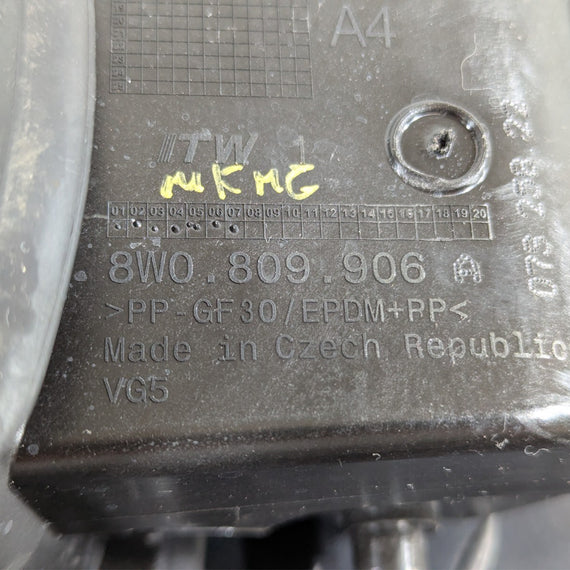 A4
ITW 1
01 02 03 04 05 06 07 08 09 10 11 12 13 14 15 16 17 18 19 20
8W0.809.906
>PP-GF30/EPDM+PP<
Made in Czech Republic
VG5